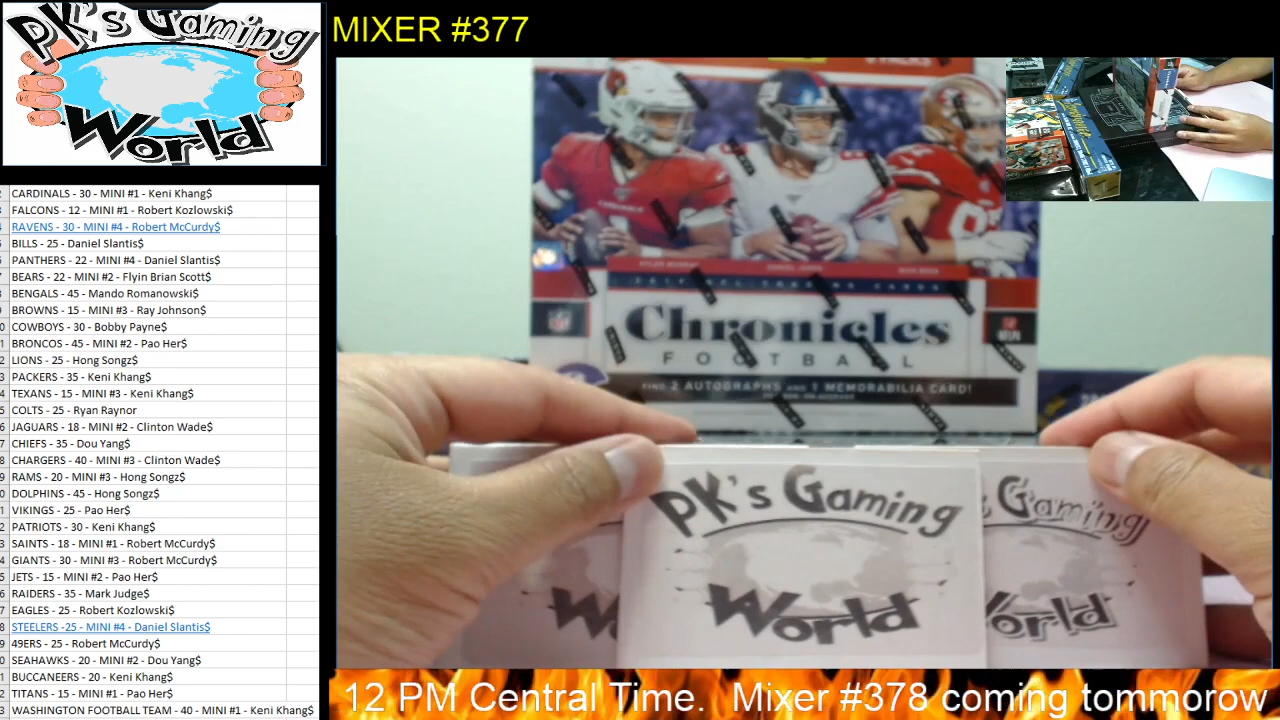 PK's Gaming
World
MIXER #377
CARDINALS - 30 - MINI #1 - Keni Khang$
FALCONS - 12 - MINI #1 - Robert Kozlowski$
RAVENS - 30 - MINI #4 - Robert McCurdy$
BILLS - 25 - Daniel Slantis$
PANTHERS - 22 - MINI #4 - Daniel Slantis$
BEARS - 22 - MINI #2 - Flyin Brian Scott$
BENGALS - 45 - Mando Romanowski$
BROWNS - 15 - MINI #3 - Ray Johnson$
COWBOYS - 30 - Bobby Payne$
BRONCOS - 45 - MINI #2 - Pao Her$
LIONS - 25 - Hong Songz$
PACKERS - 35 - Keni Khang$
TEXANS - 15 - MINI #3 - Keni Khang$
COLTS - 25 - Ryan Raynor
JAGUARS - 18 - MINI #2 - Clinton Wade$
CHIEFS - 35 - Dou Yang$
CHARGERS - 40 - MINI #3 - Clinton Wade$
RAMS - 20 - MINI #3 - Hong Songz$
DOLPHINS - 45 - Hong Songz$
VIKINGS - 25 - Pao Her$
PATRIOTS - 30 - Keni Khang$
SAINTS - 18 - MINI #1 - Robert McCurdy$
GIANTS - 30 - MINI #3 - Robert McCurdy$
JETS - 15 - MINI #2 - Pao Her$
RAIDERS - 35 - Mark Judge$
EAGLES - 25 - Robert Kozlowski$
STEELERS -25 - MINI #4 - Daniel Slantis$
49ERS - 25 - Robert McCurdy$
SEAHAWKS - 20 - MINI #2 - Dou Yang$
BUCCANEERS - 20 - Keni Khang$
TITANS - 15 - MINI #1 - Pao Her$
WASHINGTON FOOTBALL TEAM - 40 - MINI #1 - Keni Khang$
Chronicles
FOOTBALL
FIND 2 AUTOGRAPHS AND 1 MEMORABILIA CARD!
PK's Gaming
World
Gaming
World
12 PM Central Time. Mixer #378 coming tommorow